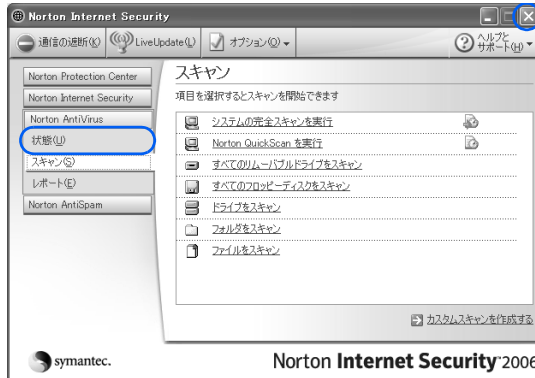 Norton Internet Security
通信の遮断(K) LiveUpdate(L) オプション(O) ヘルプとサポート(H)
Norton Protection Center
Norton Internet Security
Norton AntiVirus
状態(U)
スキャン(S)
レポート(E)
Norton AntiSpam
スキャン
項目を選択するとスキャンを開始できます
システムの完全スキャンを実行
Norton QuickScan を実行
すべてのリムーバブルドライブをスキャン
すべてのフロッピーディスクをスキャン
ドライブをスキャン
フォルダをスキャン
ファイルをスキャン
カスタムスキャンを作成する
symantec.
Norton Internet Security 2006